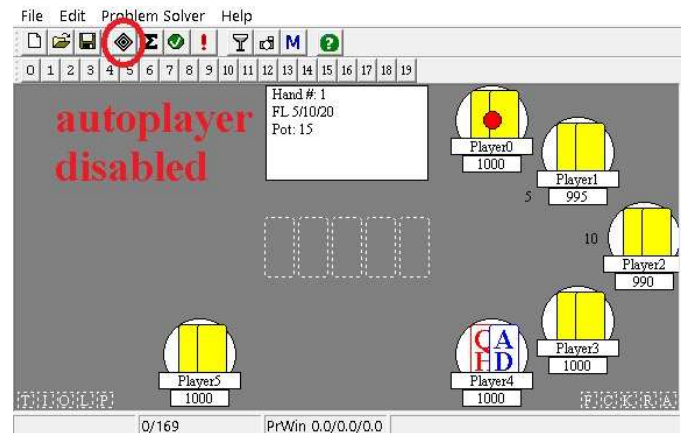 File Edit Problem Solver Help
Σ ! M ?
0 1 2 3 4 5 6 7 8 9 10 11 12 13 14 15 16 17 18 19
autoplayer
disabled
Hand #: 1
FL 5/10/20
Pot: 15
Player0
1000
Player1
5 995
10
Player2
990
Player3
1000
Q A
H D
Player4
1000
Player5
1000
T I O L P
F C K R A
0/169 PrWin 0.0/0.0/0.0